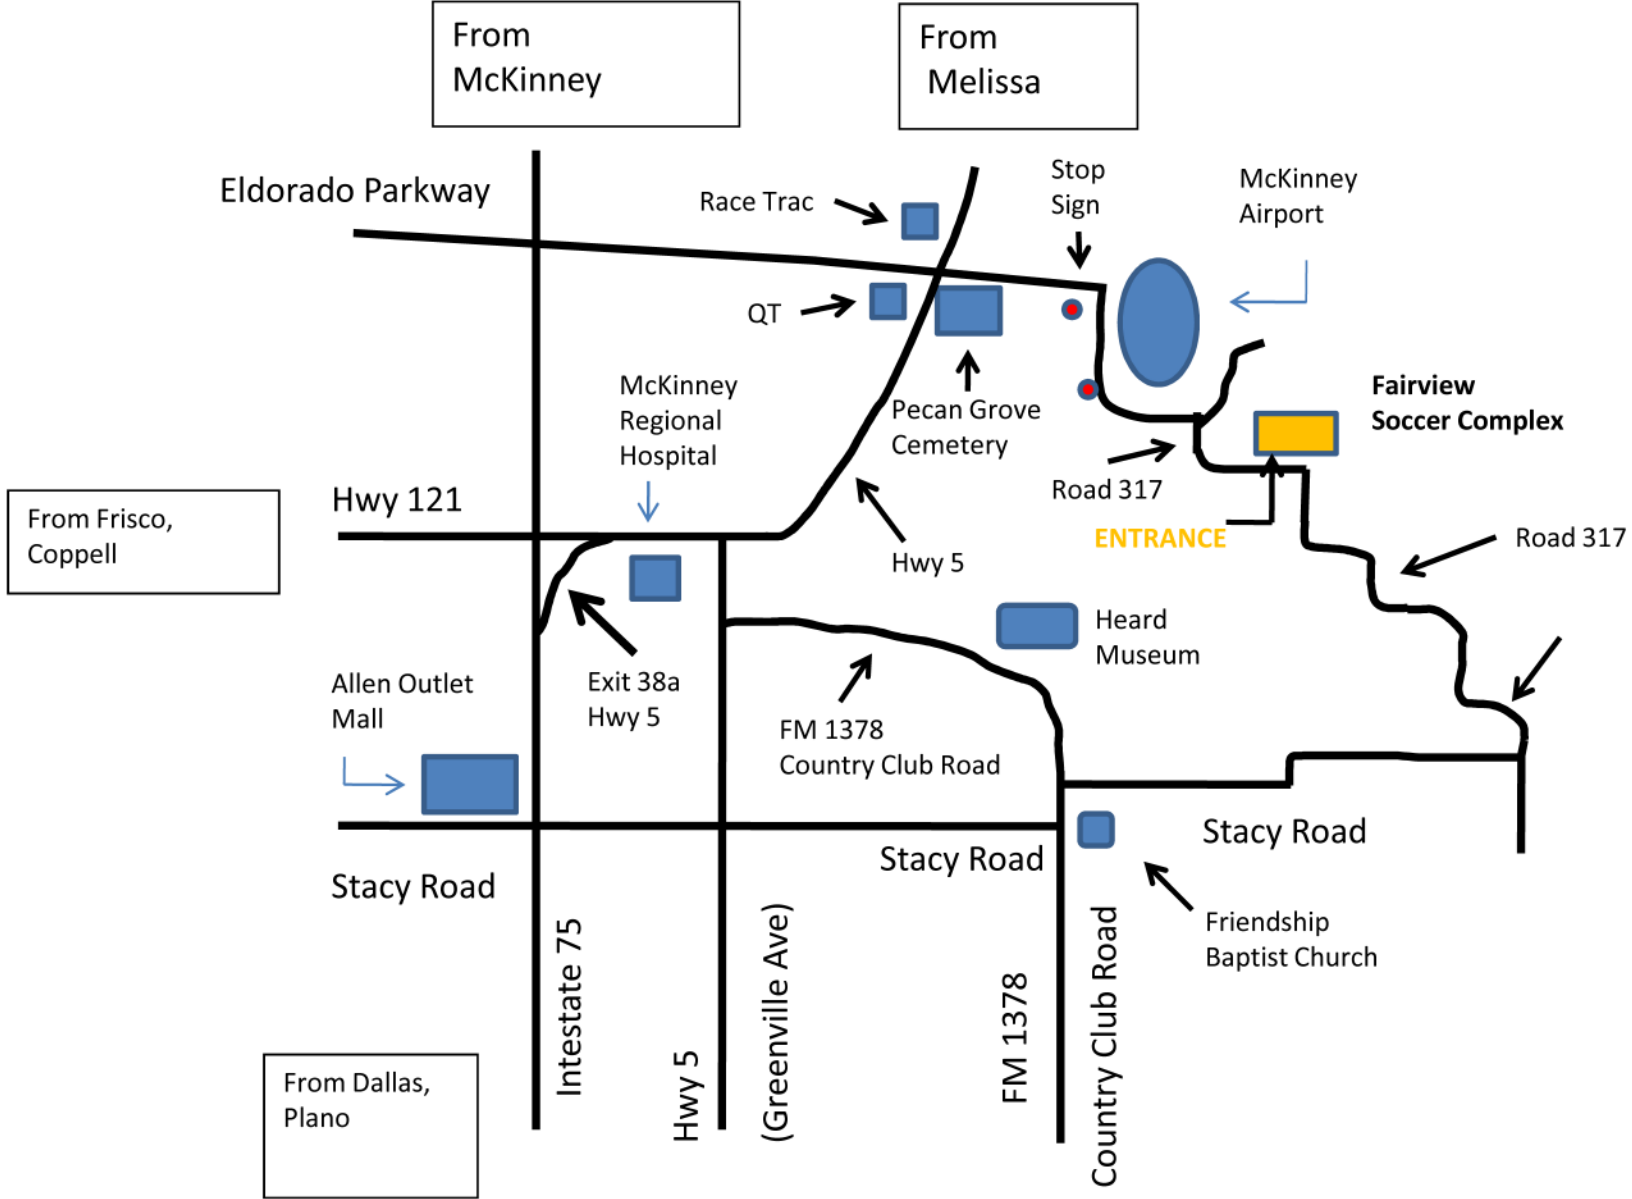 From
McKinney
From
Melissa
Eldorado Parkway
Race Trac
Stop
Sign
McKinney
Airport
QT
McKinney
Regional
Hospital
Pecan Grove
Cemetery
Fairview
Soccer Complex
Hwy 121
Road 317
From Frisco,
Coppell
ENTRANCE
Road 317
Hwy 5
Heard
Museum
Allen Outlet
Mall
Exit 38a
Hwy 5
FM 1378
Country Club Road
Stacy Road
Stacy Road
Stacy Road
Friendship
Baptist Church
Intestate 75
Hwy 5
(Greenville Ave)
FM 1378
Country Club Road
From Dallas,
Plano